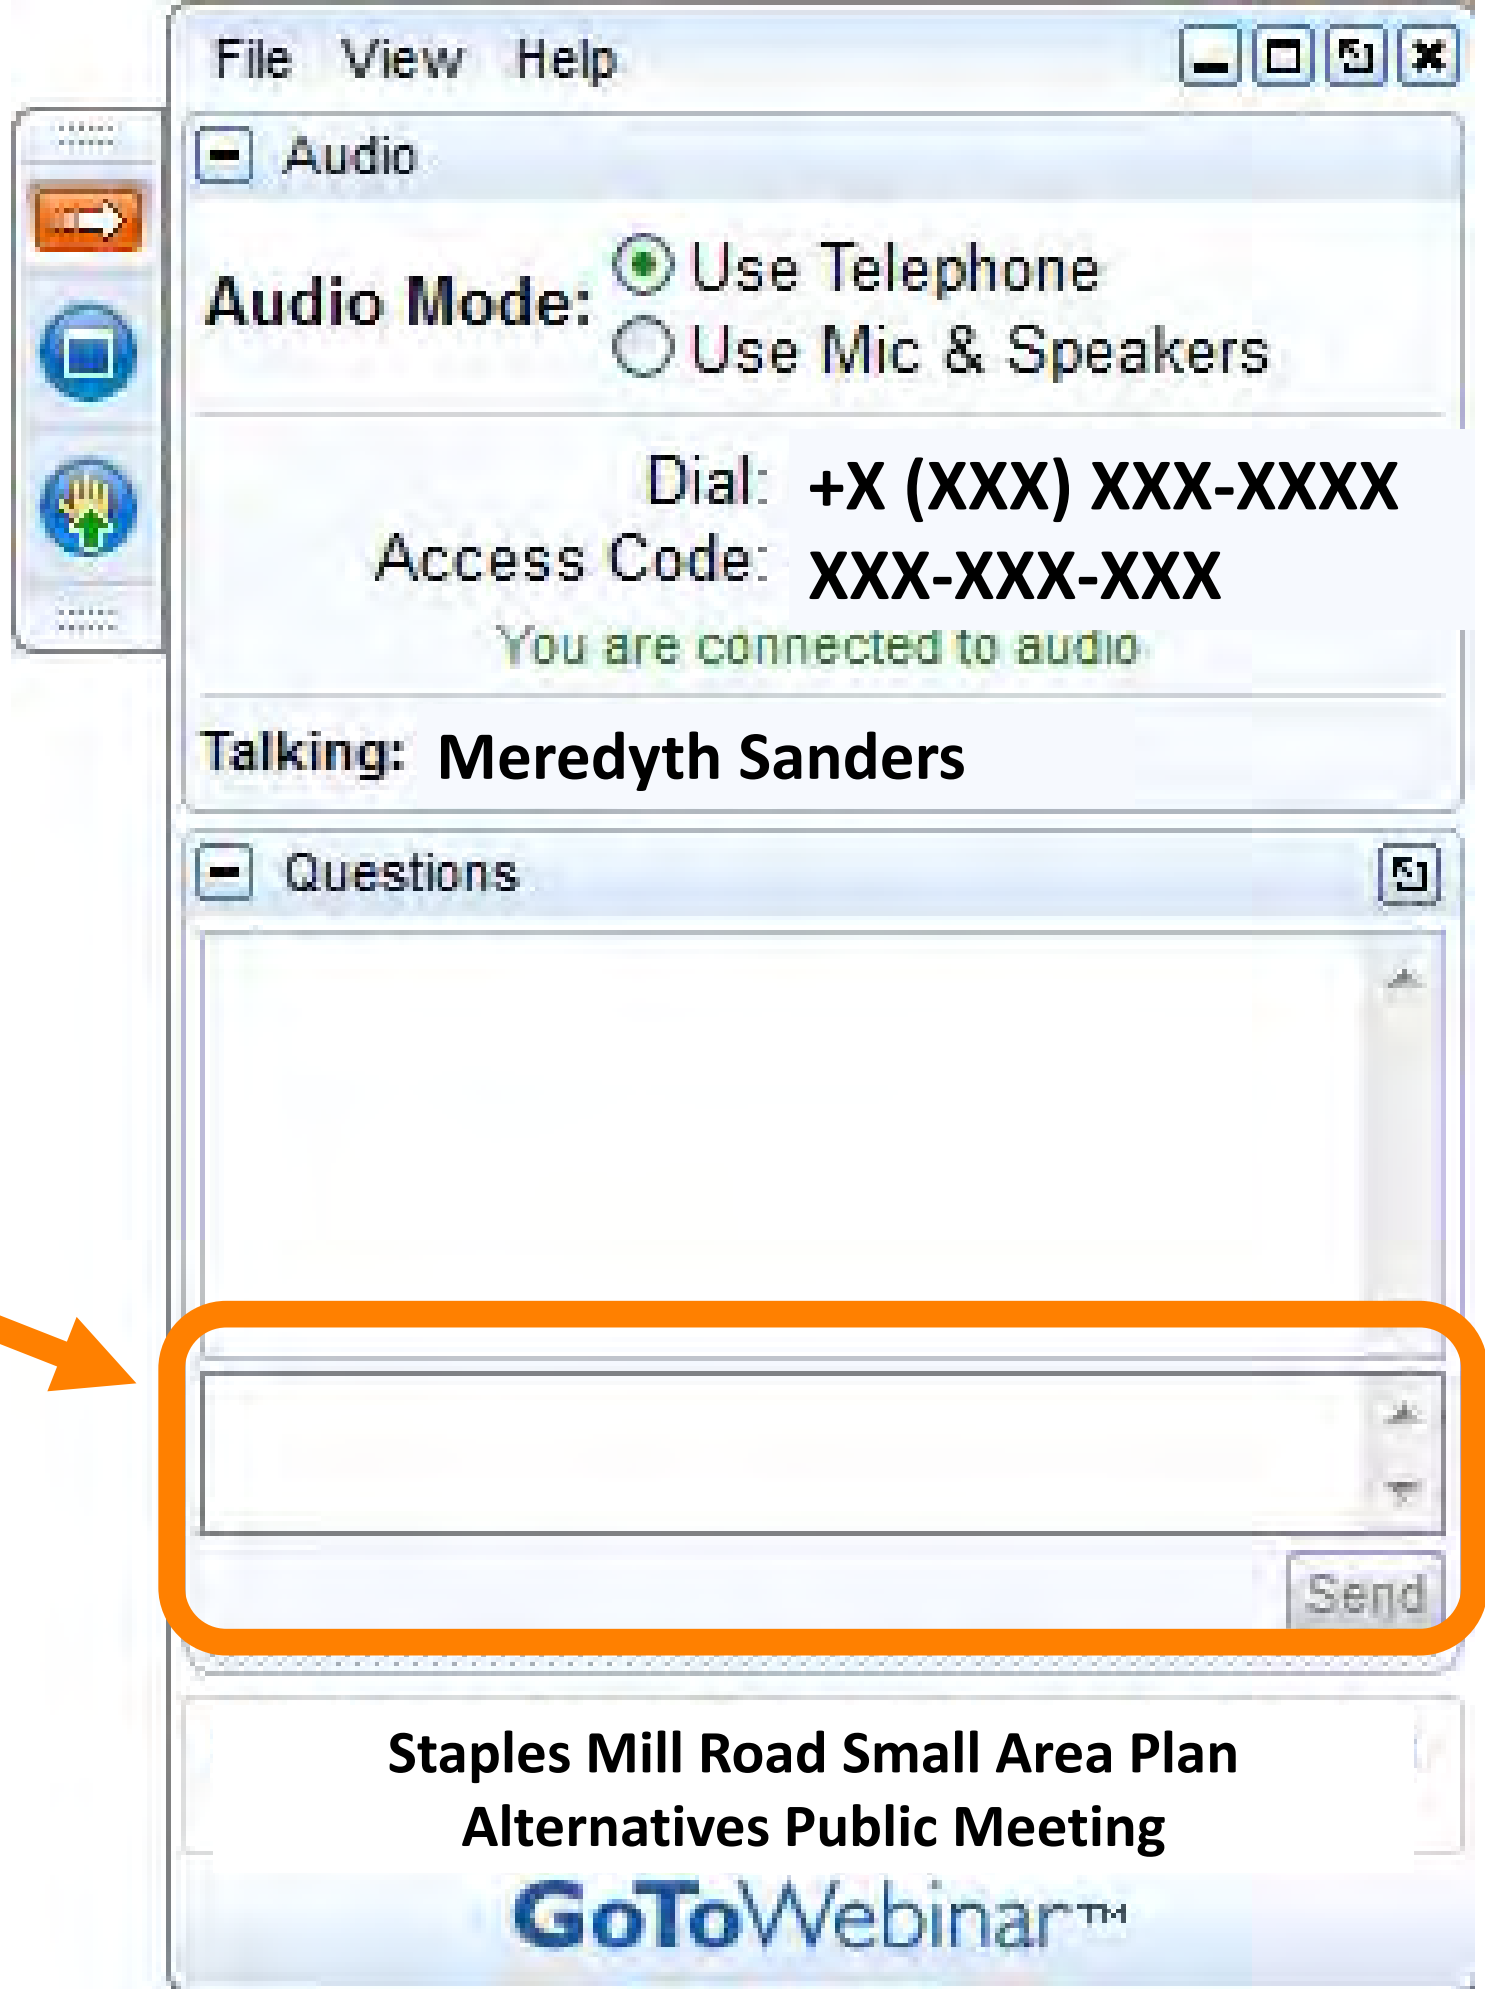 File View Help
Audio
Audio Mode: Use Telephone
Use Mic & Speakers
Dial: +X (XXX) XXX-XXXX
Access Code: XXX-XXX-XXX
You are connected to audio
Talking: Meredyth Sanders
Questions
Send
Staples Mill Road Small Area Plan
Alternatives Public Meeting
GoToWebinar™